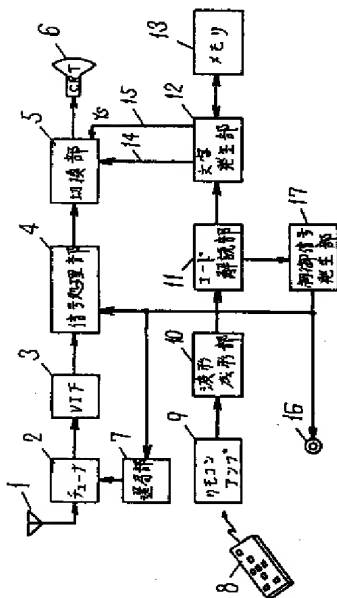 1
2
チューナ
3
VIF
4
信号処理部
5
切換部
6
CRT
7
選局部
8
9
リモコン
アンプ
10
波形
成形部
11
コード
解読部
12
文字
発生部
13
メモリ
14
15
Ys
16
17
制御信号
発生部